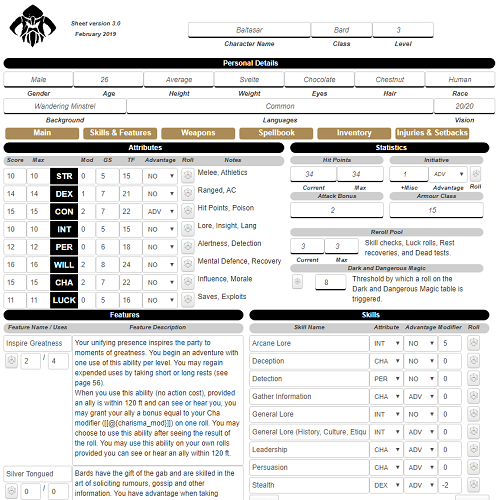 Sheet version 3.0
February 2019
Baltasar Bard 3
Character Name Class Level
Personal Details
Male 26 Average Svelte Chocolate Chestnut Human
Gender Age Height Weight Eyes Hair Race
Wandering Minstrel Common 20/20
Background Languages Vision
Main Skills & Features Weapons Spellbook Inventory Injuries & Setbacks
Attributes
Score Max Mod GS TF Advantage Roll Notes
10 10 STR 0 5 15 NO Melee, Athletics
14 14 DEX 1 7 21 NO Ranged, AC
15 15 CON 2 7 22 ADV Hit Points, Poison
10 10 INT 0 5 15 NO Lore, Insight, Lang
12 12 PER 0 6 18 NO Alertness, Detection
16 16 WILL 2 8 24 NO Mental Defence, Recovery
15 15 CHA 2 7 22 NO Influence, Morale
11 11 LUCK 0 5 16 NO Saves, Exploits
Statistics
Hit Points Initiative
34 34 1 ADV
Current Max +Misc Advantage Roll
Attack Bonus Armour Class
2 15
Reroll Pool
3 3 Skill checks, Luck rolls, Rest
recoveries, and Dead tests.
Current Max
Dark and Dangerous Magic
8 Threshold by which a roll on the
Dark and Dangerous Magic table is
triggered.
Features
Feature Name / Uses Feature Description
Inspire Greatness
2 / 4
Your unifying presence inspires the party to
moments of greatness. You begin an adventure with
one use of this ability per level. You may regain
expended uses by taking short or long rests (see
page 56).
When you use this ability (no action cost), provided
an ally is within 120 ft and can see or hear you, you
may grant your ally a bonus equal to your Cha
modifier ([[@{charisma_mod}]]) on one roll. You may
choose to use this ability after seeing the result of
the roll. You may use this ability on your own rolls
provided you can see or hear an ally within 120 ft.
Silver Tongued
0 / 0
Bards have the gift of the gab and are skilled in the
art of soliciting rumours, gossip and other
information. You have advantage when taking
Skills
Skill Name Attribute Advantage Modifier Roll
Arcane Lore INT NO 5
Deception CHA NO 0
Detection PER NO 0
Gather Information CHA ADV 0
General Lore INT NO 0
General Lore (History, Culture, Etiqu INT ADV 0
Leadership CHA ADV 0
Persuasion CHA ADV 0
Stealth DEX ADV -2